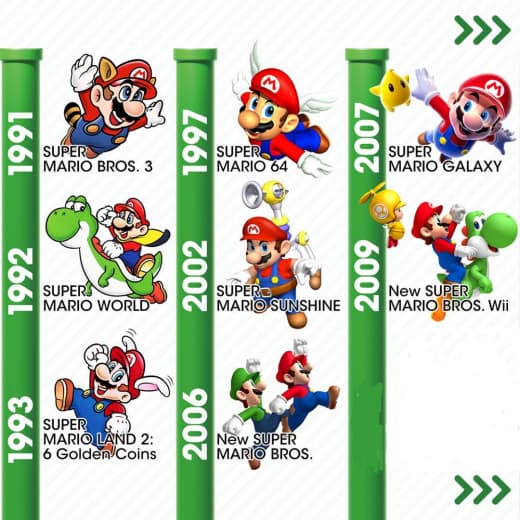 1991
SUPER
MARIO BROS. 3
1992
SUPER
MARIO WORLD
1993
SUPER
MARIO LAND 2:
6 Golden Coins
1997
SUPER
MARIO 64
2002
SUPER
MARIO SUNSHINE
2006
New SUPER
MARIO BROS.
2007
SUPER
MARIO GALAXY
2009
New SUPER
MARIO BROS. Wii